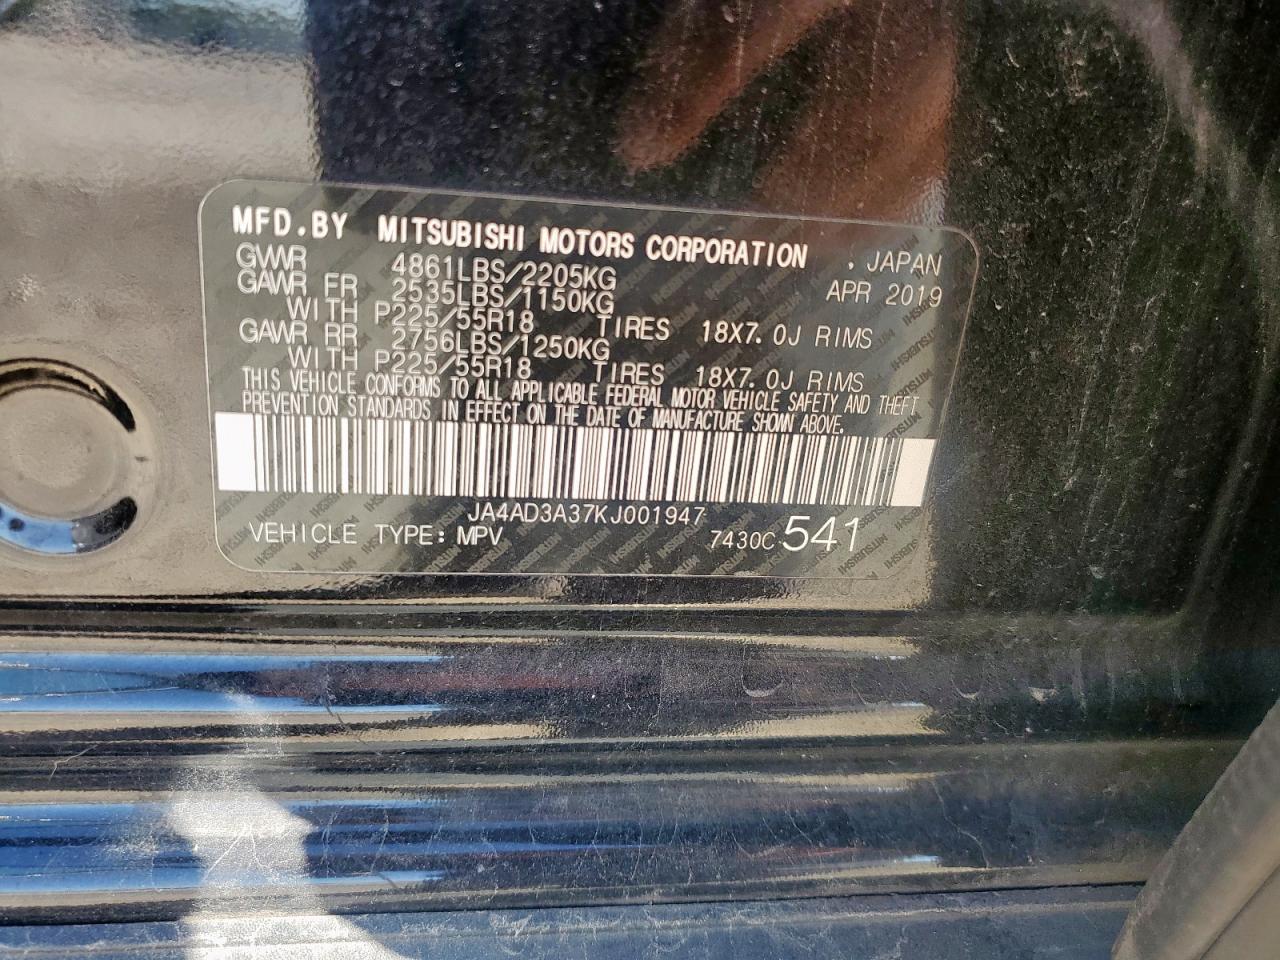 MFD.BY MITSUBISHI MOTORS CORPORATION , JAPAN
GVWR 4861LBS/2205KG APR 2019
GAWR FR 2535LBS/1150KG
WITH P225/55R18 TIRES 18X7.0J RIMS
GAWR RR 2756LBS/1250KG
WITH P225/55R18 TIRES 18X7.0J RIMS
THIS VEHICLE CONFORMS TO ALL APPLICABLE FEDERAL MOTOR VEHICLE SAFETY AND THEFT
PREVENTION STANDARDS IN EFFECT ON THE DATE OF MANUFACTURE SHOWN ABOVE.
JA4AD3A37KJ001947
VEHICLE TYPE: MPV 7430C 541